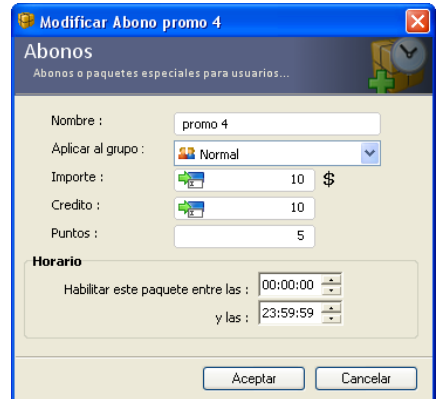 Modificar Abono promo 4
Abonos
Abonos o paquetes especiales para usuarios...
Nombre : promo 4
Aplicar al grupo : Normal
Importe : 10 $
Credito : 10
Puntos : 5
Horario
Habilitar este paquete entre las : 00:00:00
y las : 23:59:59
Aceptar Cancelar